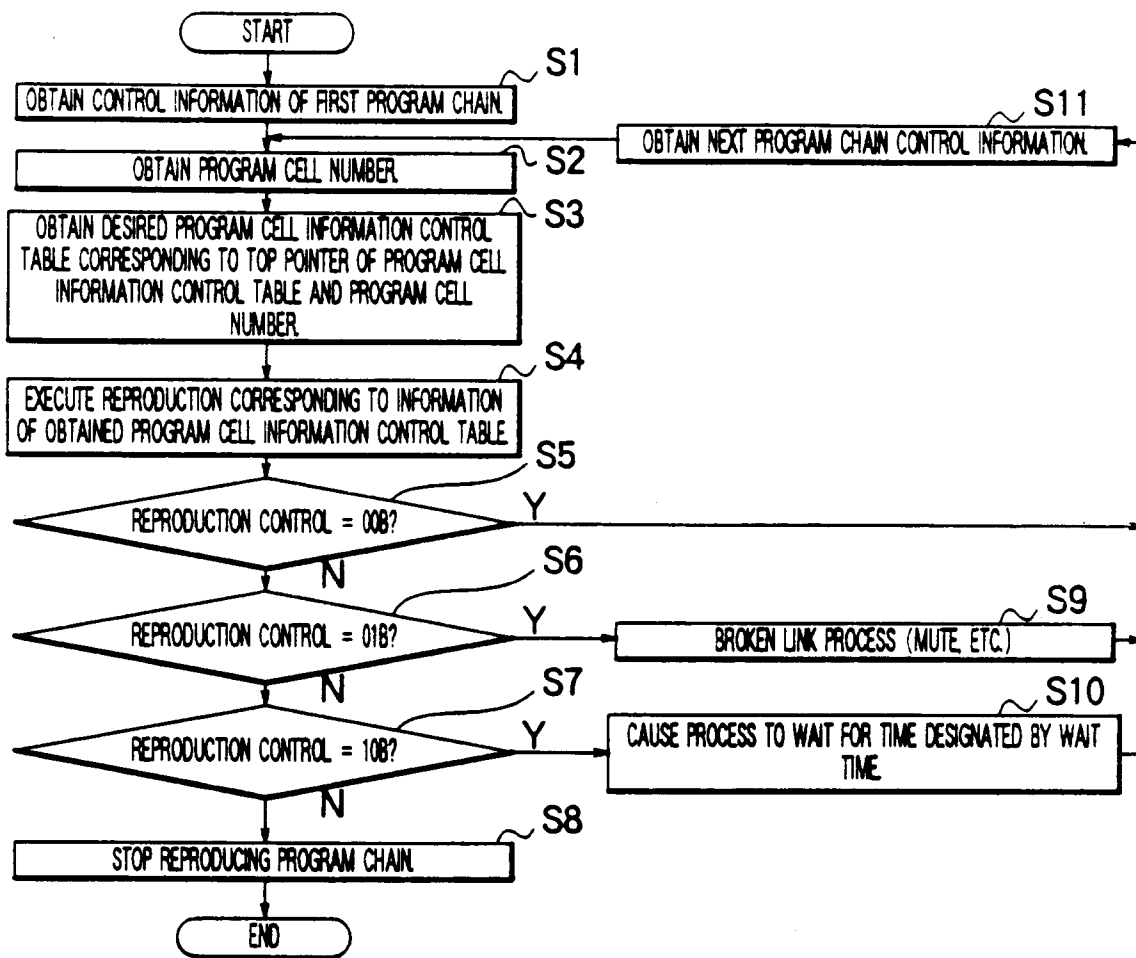 START
S1
OBTAIN CONTROL INFORMATION OF FIRST PROGRAM CHAIN.
S11
OBTAIN NEXT PROGRAM CHAIN CONTROL INFORMATION.
S2
OBTAIN PROGRAM CELL NUMBER.
S3
OBTAIN DESIRED PROGRAM CELL INFORMATION CONTROL
TABLE CORRESPONDING TO TOP POINTER OF PROGRAM CELL
INFORMATION CONTROL TABLE AND PROGRAM CELL
NUMBER.
S4
EXECUTE REPRODUCTION CORRESPONDING TO INFORMATION
OF OBTAINED PROGRAM CELL INFORMATION CONTROL TABLE.
S5
REPRODUCTION CONTROL = 00B?
Y
N
S6
REPRODUCTION CONTROL = 01B?
Y
N
S9
BROKEN LINK PROCESS (MUTE, ETC.)
S7
REPRODUCTION CONTROL = 10B?
Y
N
S10
CAUSE PROCESS TO WAIT FOR TIME DESIGNATED BY WAIT
TIME.
S8
STOP REPRODUCING PROGRAM CHAIN.
END